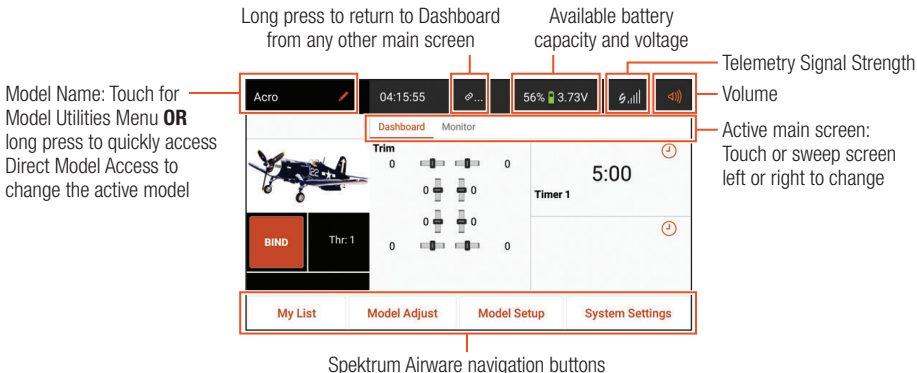 Long press to return to Dashboard
from any other main screen
Available battery
capacity and voltage
Telemetry Signal Strength
Model Name: Touch for
Model Utilities Menu OR
long press to quickly access
Direct Model Access to
change the active model
Volume
Active main screen:
Touch or sweep screen
left or right to change
Acro
04:15:55
...
56% 3.73V
Dashboard Monitor
Trim
0 0
0 0
0 0
0 0
5:00
Timer 1
BIND
Thr: 1
My List Model Adjust Model Setup System Settings
Spektrum Airware navigation buttons